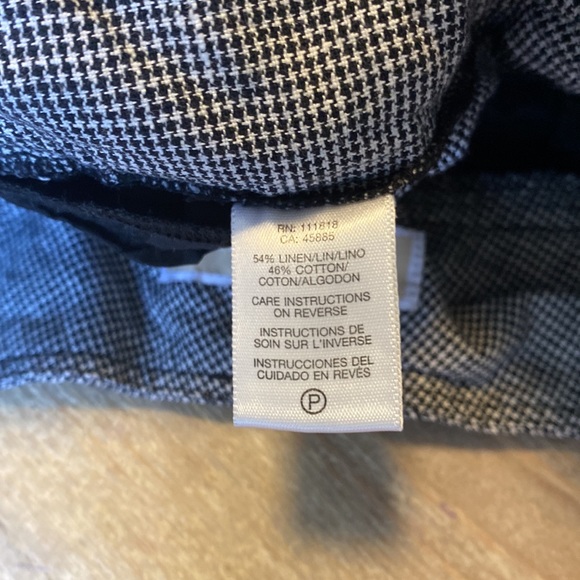 RN: 111818
CA: 45885
54% LINEN/LIN/LINO
46% COTTON/
COTON/ALGODON
CARE INSTRUCTIONS
ON REVERSE
INSTRUCTIONS DE
SOIN SUR L'INVERSE
INSTRUCCIONES DEL
CUIDADO EN REVÉS
P